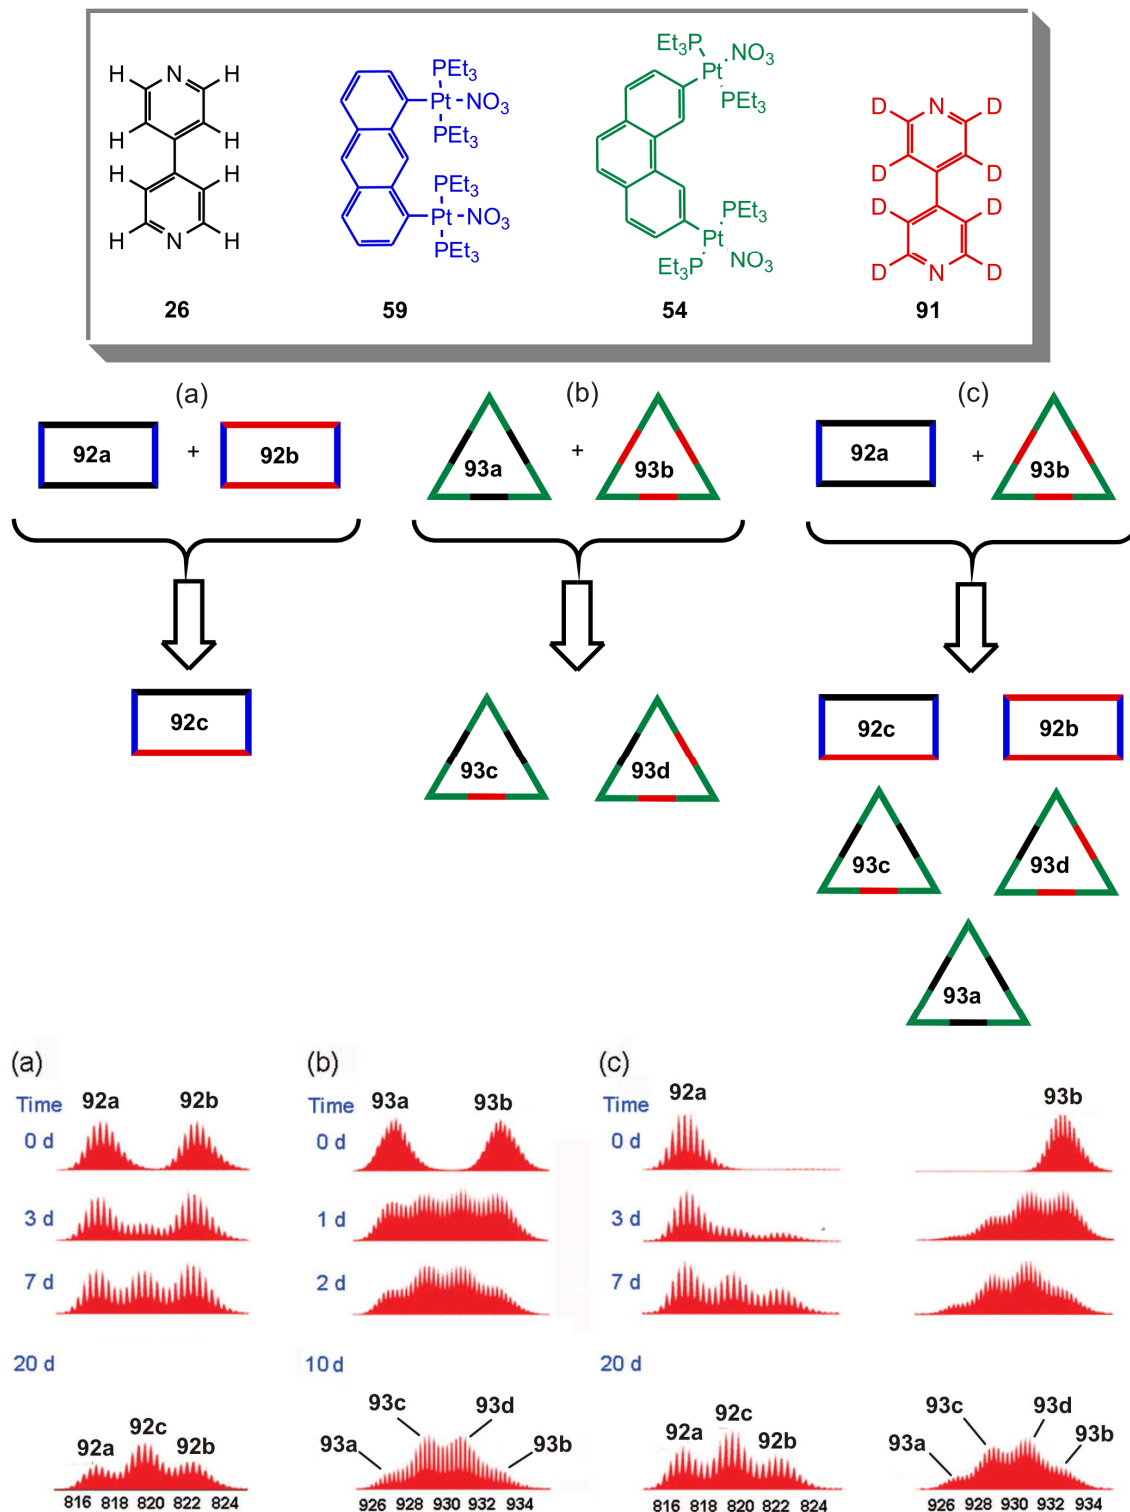 H N H
H H
H H
H N H
26
PEt3
Pt-NO3
PEt3
PEt3
Pt-NO3
PEt3
59
Et3P
NO3
Pt
PEt3
PEt3
Pt
Et3P
NO3
54
D N D
D D
D D
D N D
91
(a)
92a + 92b
92c
(b)
93a + 93b
93c 93d
(c)
92a + 93b
92c 92b
93c 93d
93a
(a)
Time 92a 92b
0 d
3 d
7 d
20 d
92a 92c 92b
816 818 820 822 824
(b)
Time 93a 93b
0 d
1 d
2 d
10 d
93a 93c 93d 93b
926 928 930 932 934
(c)
Time 92a 93b
0 d
3 d
7 d
20 d
92a 92c 92b
816 818 820 822 824
93a 93c 93d 93b
926 928 930 932 934